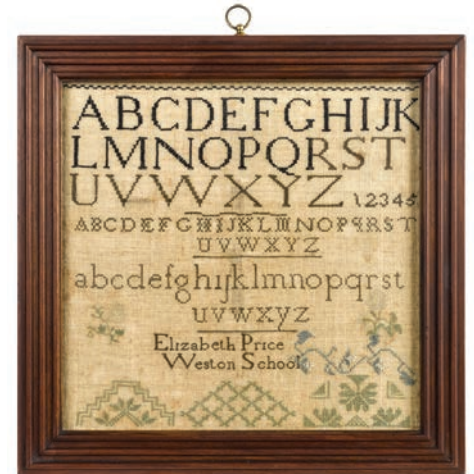 ABCDEFGHIJK
LMNOPQRST
UVWXYZ 12345
ABCDEFGHIJKLMNOPQRST
UVWXYZ
abcdefghijklmnopqrst
uvwxyz
Elizabeth Price
Weston School